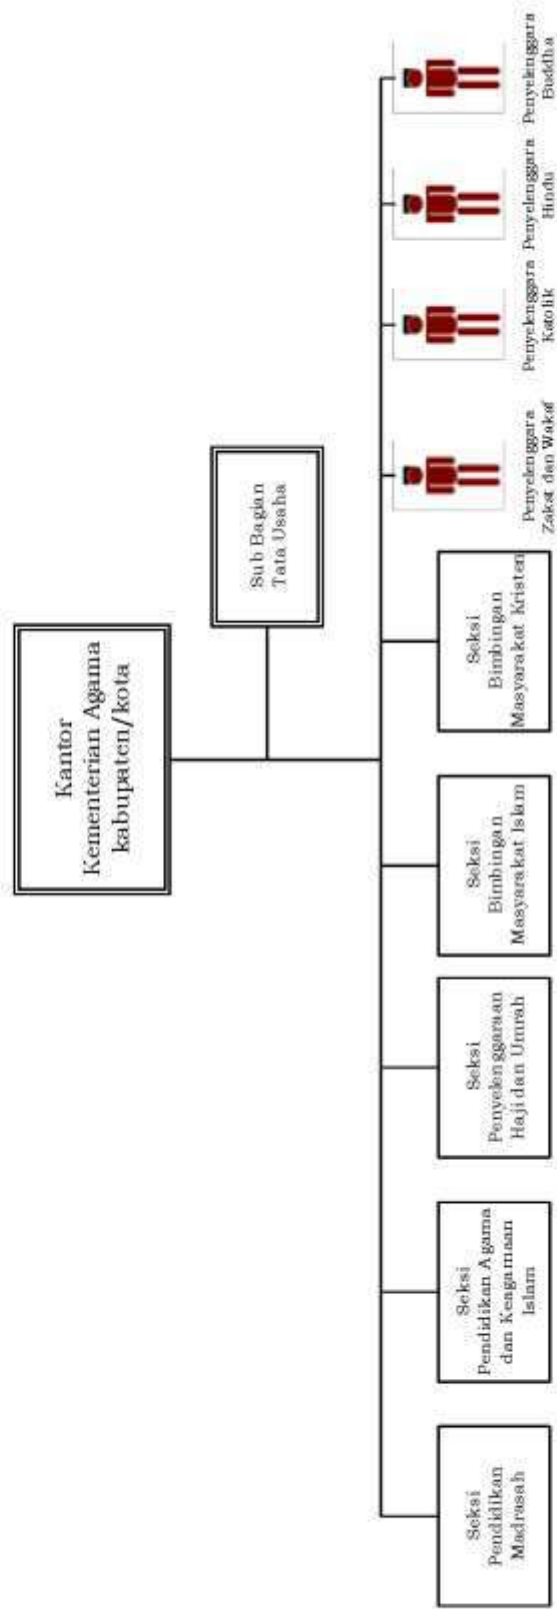 Kantor
Kementerian Agama
kabupaten/kota
Sub Bagian
Tata Usaha
Seksi
Pendidikan
Madrasah
Seksi
Pendidikan Agama
dan Keagamaan
Islam
Seksi
Penyelenggaraan
Haji dan Umrah
Seksi
Bimbingan
Masyarakat Islam
Seksi
Bimbingan
Masyarakat Kristen
Penyelenggara
Zakat dan Wakaf
Penyelenggara
Katolik
Penyelenggara
Hindu
Penyelenggara
Buddha